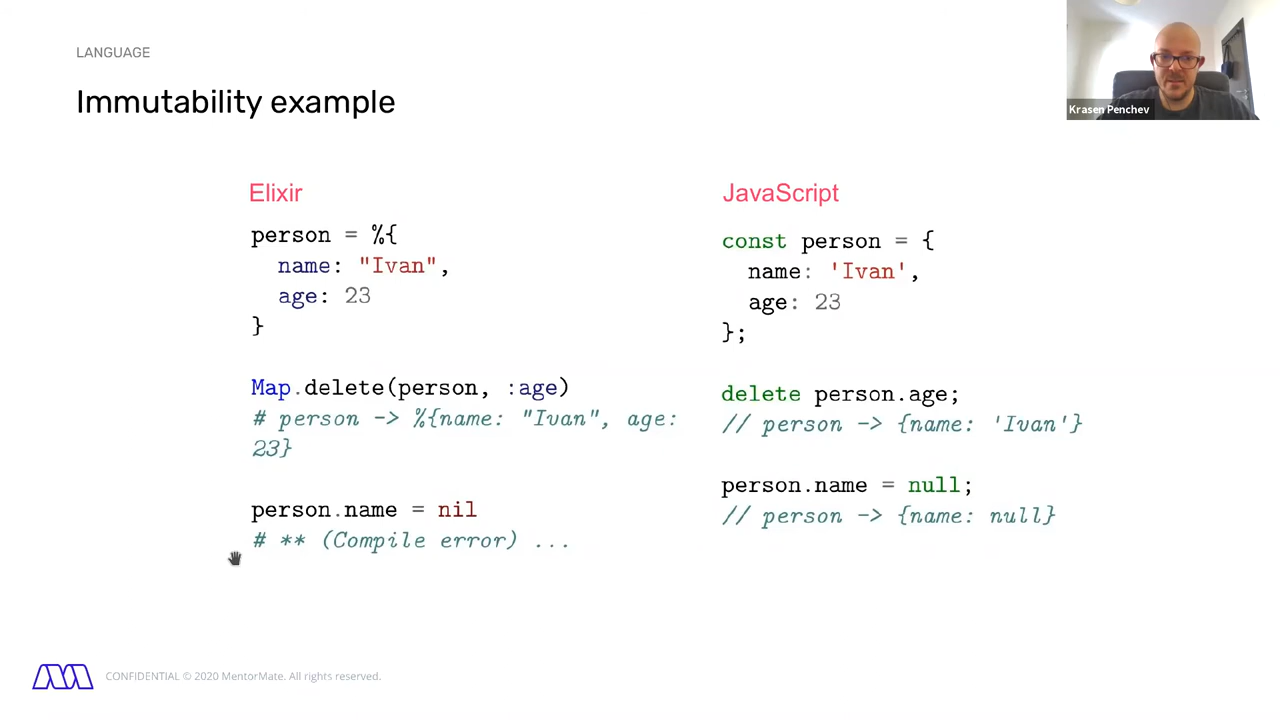 LANGUAGE
Immutability example
Krasen Penchev
Elixir
person = %{
  name: "Ivan",
  age: 23
}
Map.delete(person, :age)
# person -> %{name: "Ivan", age:
23}
person.name = nil
# ** (Compile error) ...
JavaScript
const person = {
  name: 'Ivan',
  age: 23
};
delete person.age;
// person -> {name: 'Ivan'}
person.name = null;
// person -> {name: null}
CONFIDENTIAL © 2020 MentorMate. All rights reserved.